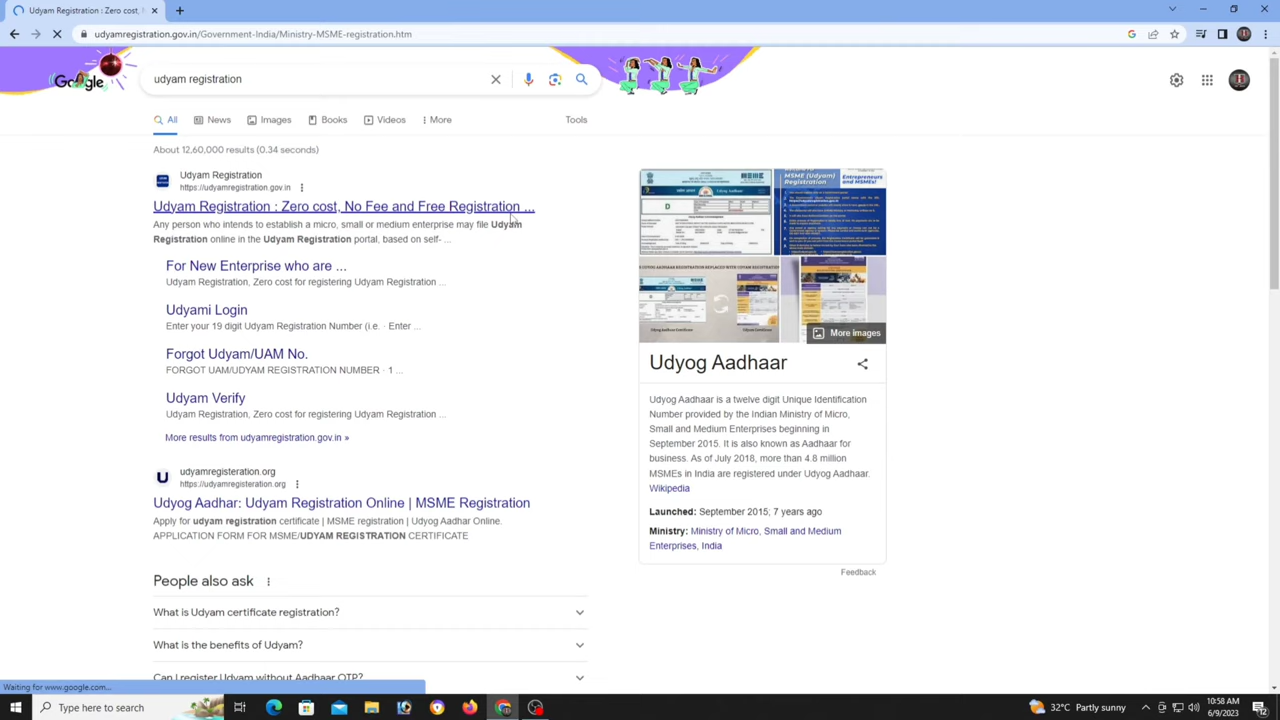 Udyam Registration : Zero cost,
udyamregistration.gov.in/Government-India/Ministry-MSME-registration.htm
Google
udyam registration
All
News
Images
Books
Videos
More
Tools
About 12,60,000 results (0.34 seconds)
Udyam Registration
https://udyamregistration.gov.in
Udyam Registration : Zero cost, No Fee and Free Registration ...
Any person who intends to establish a micro, small or medium enterprise may file Udyam
Registration online in the Udyam Registration portal, based on self- ...
For New Enterprise who are ...
Udyam Registration, Zero cost for registering Udyam Registration ...
Udyami Login
Enter your 19 digit Udyam Registration Number (i.e. · Enter ...
Forgot Udyam/UAM No.
FORGOT UAM/UDYAM REGISTRATION NUMBER · 1 ...
Udyam Verify
Udyam Registration, Zero cost for registering Udyam Registration ...
More results from udyamregistration.gov.in »
udyamregisteration.org
https://udyamregisteration.org
Udyog Aadhar: Udyam Registration Online | MSME Registration
Apply for udyam registration certificate | MSME registration | Udyog Aadhar Online.
APPLICATION FORM FOR MSME/UDYAM REGISTRATION CERTIFICATE
People also ask
What is Udyam certificate registration?
What is the benefits of Udyam?
Can I register Udyam without Aadhaar OTP?
MSME (Udyam)
Registration
Entrepreneurs
and MSMEs!
More images
Udyog Aadhaar
Udyog Aadhaar is a twelve digit Unique Identification
Number provided by the Indian Ministry of Micro,
Small and Medium Enterprises beginning in
September 2015. It is also known as Aadhaar for
business. As of July 2018, more than 4.8 million
MSMEs in India are registered under Udyog Aadhaar.
Wikipedia
Launched: September 2015; 7 years ago
Ministry: Ministry of Micro, Small and Medium
Enterprises, India
Feedback
Waiting for www.google.com...
Type here to search
32°C Partly sunny
10:58 AM
6/9/2023
12